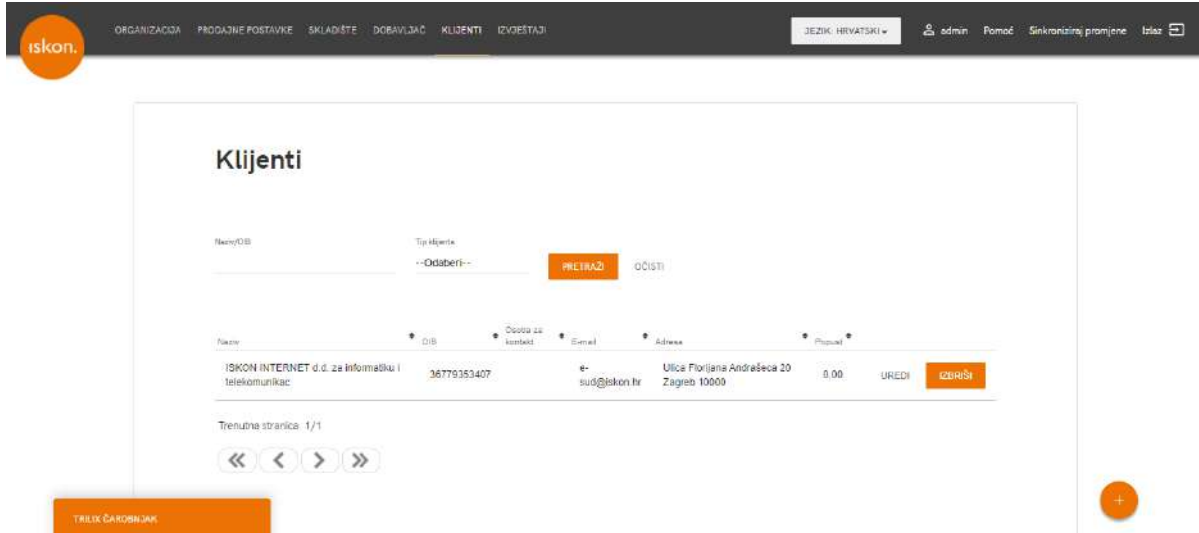 iskon.
ORGANIZACIJA PRODAJNE POSTAVKE SKLADIŠTE DOBAVLJAČ KLIJENTI IZVJEŠTAJI JEZIK: HRVATSKI admin Pomoć Sinkroniziraj promjene Izlaz
Klijenti
Naziv/OIB Tip klijenta
--Odaberi-- PRETRAŽI OČISTI
Osoba za
Naziv OIB kontakt E-mail Adresa Popust
ISKON INTERNET d.d. za informatiku i e- Ulica Florijana Andrašeca 20
36779353407 0,00 UREDI IZBRIŠI
telekomunikac sud@iskon.hr Zagreb 10000
Trenutna stranica 1/1
TRILIX ČAROBNJAK
+